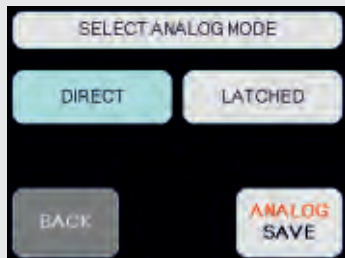 SELECT ANALOG MODE
DIRECT LATCHED
BACK
ANALOG
SAVE